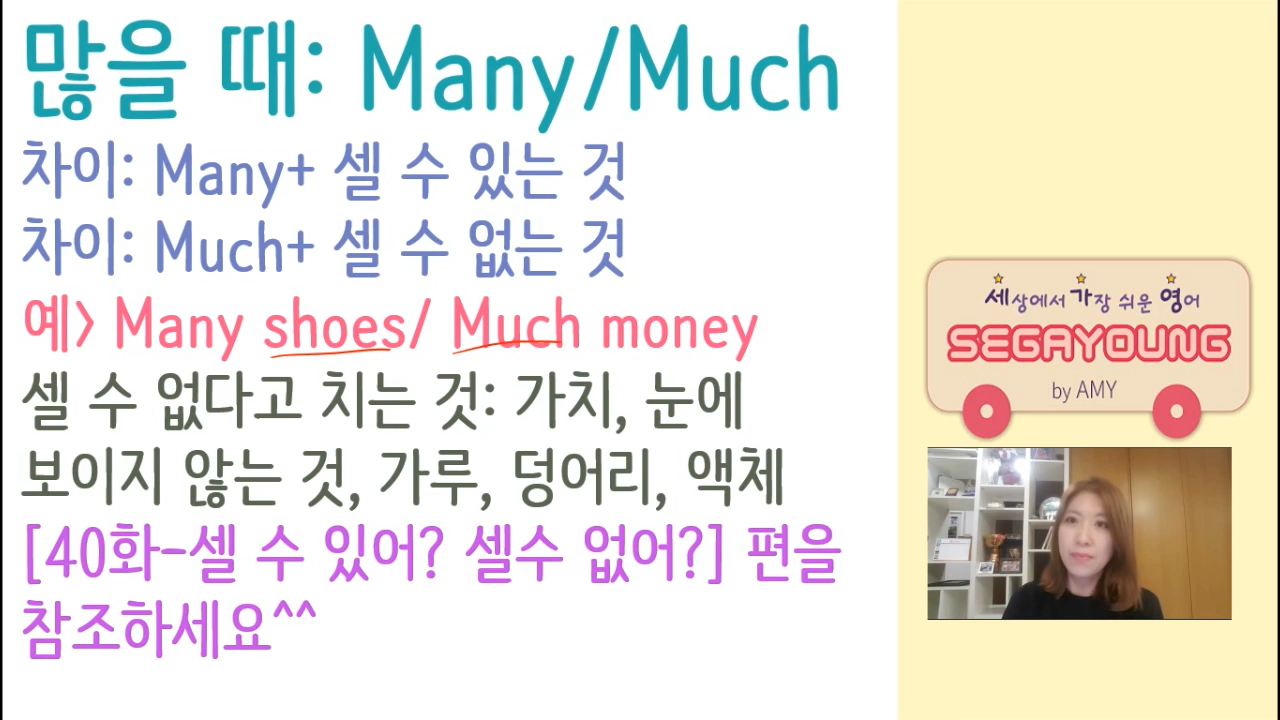 많을 때: Many/Much
차이: Many+ 셀 수 있는 것
차이: Much+ 셀 수 없는 것
예> Many shoes/ Much money
셀 수 없다고 치는 것: 가치, 눈에
보이지 않는 것, 가루, 덩어리, 액체
[40화-셀 수 있어? 셀수 없어?] 편을
참조하세요^^
세상에서 가장 쉬운 영어
SEGAYOUNG
by AMY